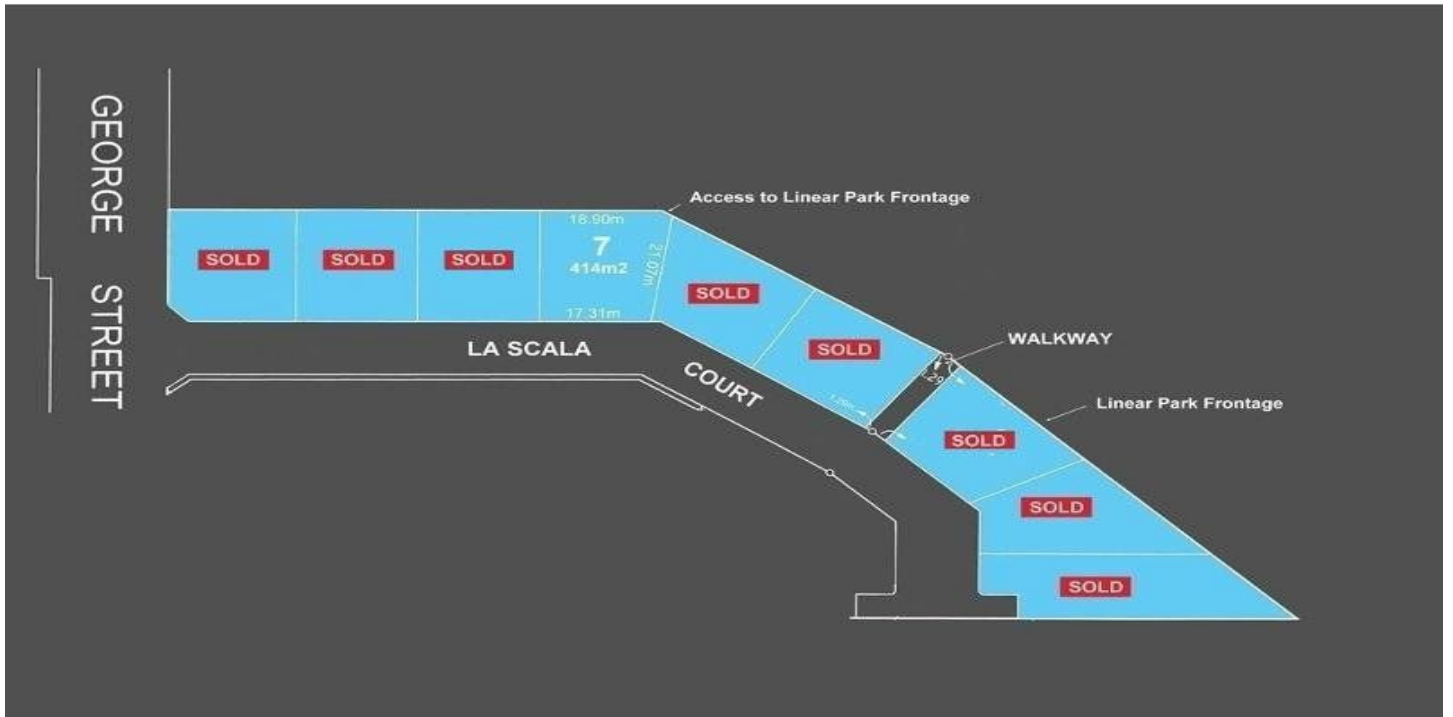 GEORGE STREET
Access to Linear Park Frontage
18.90m
7
414m2
21.07m
17.31m
SOLD
SOLD
SOLD
SOLD
SOLD
LA SCALA
COURT
WALKWAY
Linear Park Frontage
SOLD
SOLD
SOLD